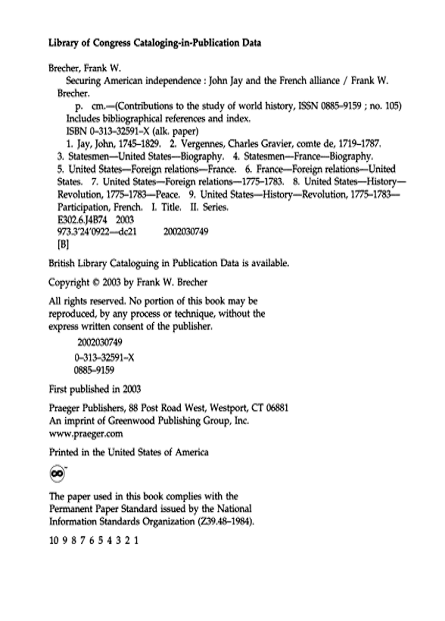 Library of Congress Cataloging-in-Publication Data
Brecher, Frank W.
Securing American independence : John Jay and the French alliance / Frank W.
Brecher.
p. cm.—(Contributions to the study of world history, ISSN 0885–9159 ; no. 105)
Includes bibliographical references and index.
ISBN 0–313–32591–X (alk. paper)
1. Jay, John, 1745–1829. 2. Vergennes, Charles Gravier, comte de, 1719–1787.
3. Statesmen—United States—Biography. 4. Statesmen—France—Biography.
5. United States—Foreign relations—France. 6. France—Foreign relations—United
States. 7. United States—Foreign relations—1775–1783. 8. United States—History—
Revolution, 1775–1783—Peace. 9. United States—History—Revolution, 1775–1783—
Participation, French. I. Title. II. Series.
E302.6.J4B74 2003
973.3'24'0922—dc21 2002030749
[B]
British Library Cataloguing in Publication Data is available.
Copyright © 2003 by Frank W. Brecher
All rights reserved. No portion of this book may be
reproduced, by any process or technique, without the
express written consent of the publisher.
2002030749
0–313–32591–X
0885–9159
First published in 2003
Praeger Publishers, 88 Post Road West, Westport, CT 06881
An imprint of Greenwood Publishing Group, Inc.
www.praeger.com
Printed in the United States of America
The paper used in this book complies with the
Permanent Paper Standard issued by the National
Information Standards Organization (Z39.48–1984).
10 9 8 7 6 5 4 3 2 1